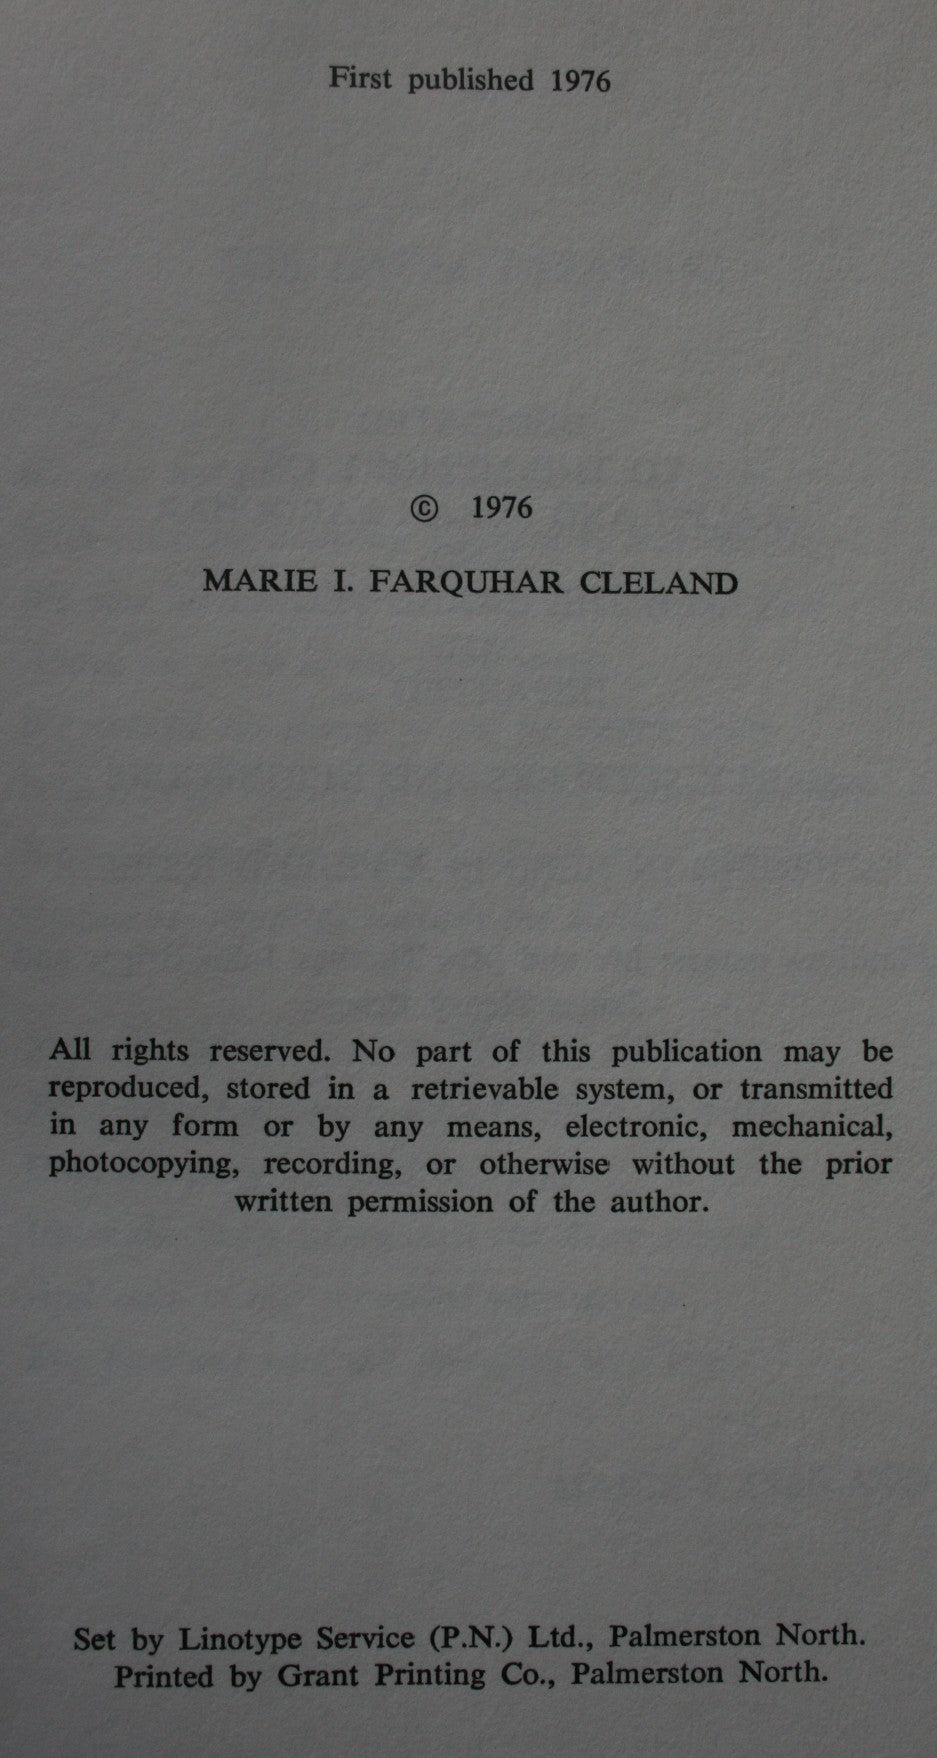 First published 1976
© 1976
MARIE I. FARQUHAR CLELAND
All rights reserved. No part of this publication may be
reproduced, stored in a retrievable system, or transmitted
in any form or by any means, electronic, mechanical,
photocopying, recording, or otherwise without the prior
written permission of the author.
Set by Linotype Service (P.N.) Ltd., Palmerston North.
Printed by Grant Printing Co., Palmerston North.